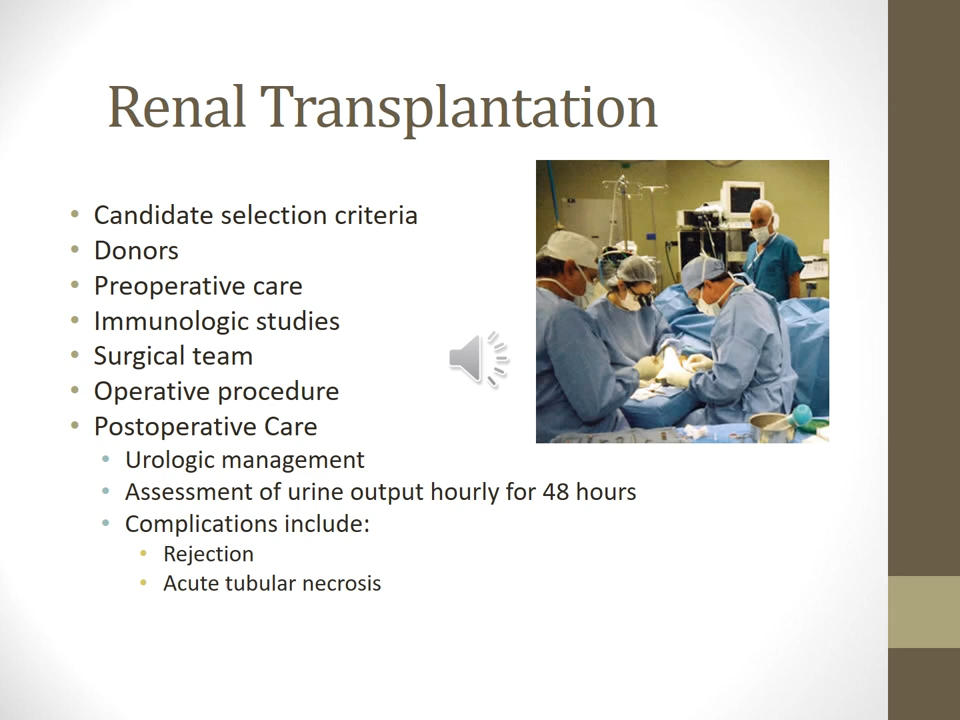 Renal Transplantation
• Candidate selection criteria
• Donors
• Preoperative care
• Immunologic studies
• Surgical team
• Operative procedure
• Postoperative Care
• Urologic management
• Assessment of urine output hourly for 48 hours
• Complications include:
• Rejection
• Acute tubular necrosis